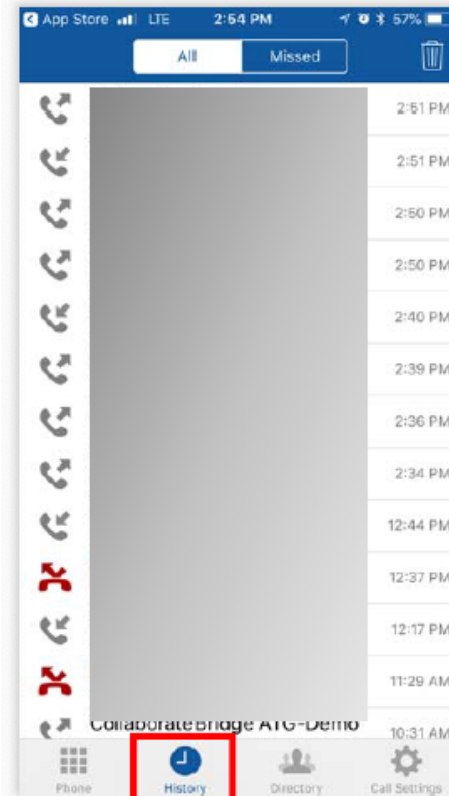 App Store LTE 2:54 PM 57%
All Missed
2:51 PM
2:51 PM
2:50 PM
2:50 PM
2:40 PM
2:39 PM
2:36 PM
2:34 PM
12:44 PM
12:37 PM
12:17 PM
11:29 AM
CollaborateBridge ATG-Demo 10:31 AM
Phone History Directory Call Settings